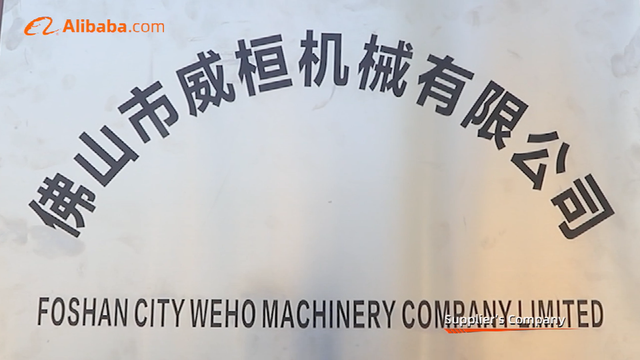 Alibaba.com
佛山市威桓机械有限公司
FOSHAN CITY WEHO MACHINERY COMPANY LIMITED
Supplier's Company